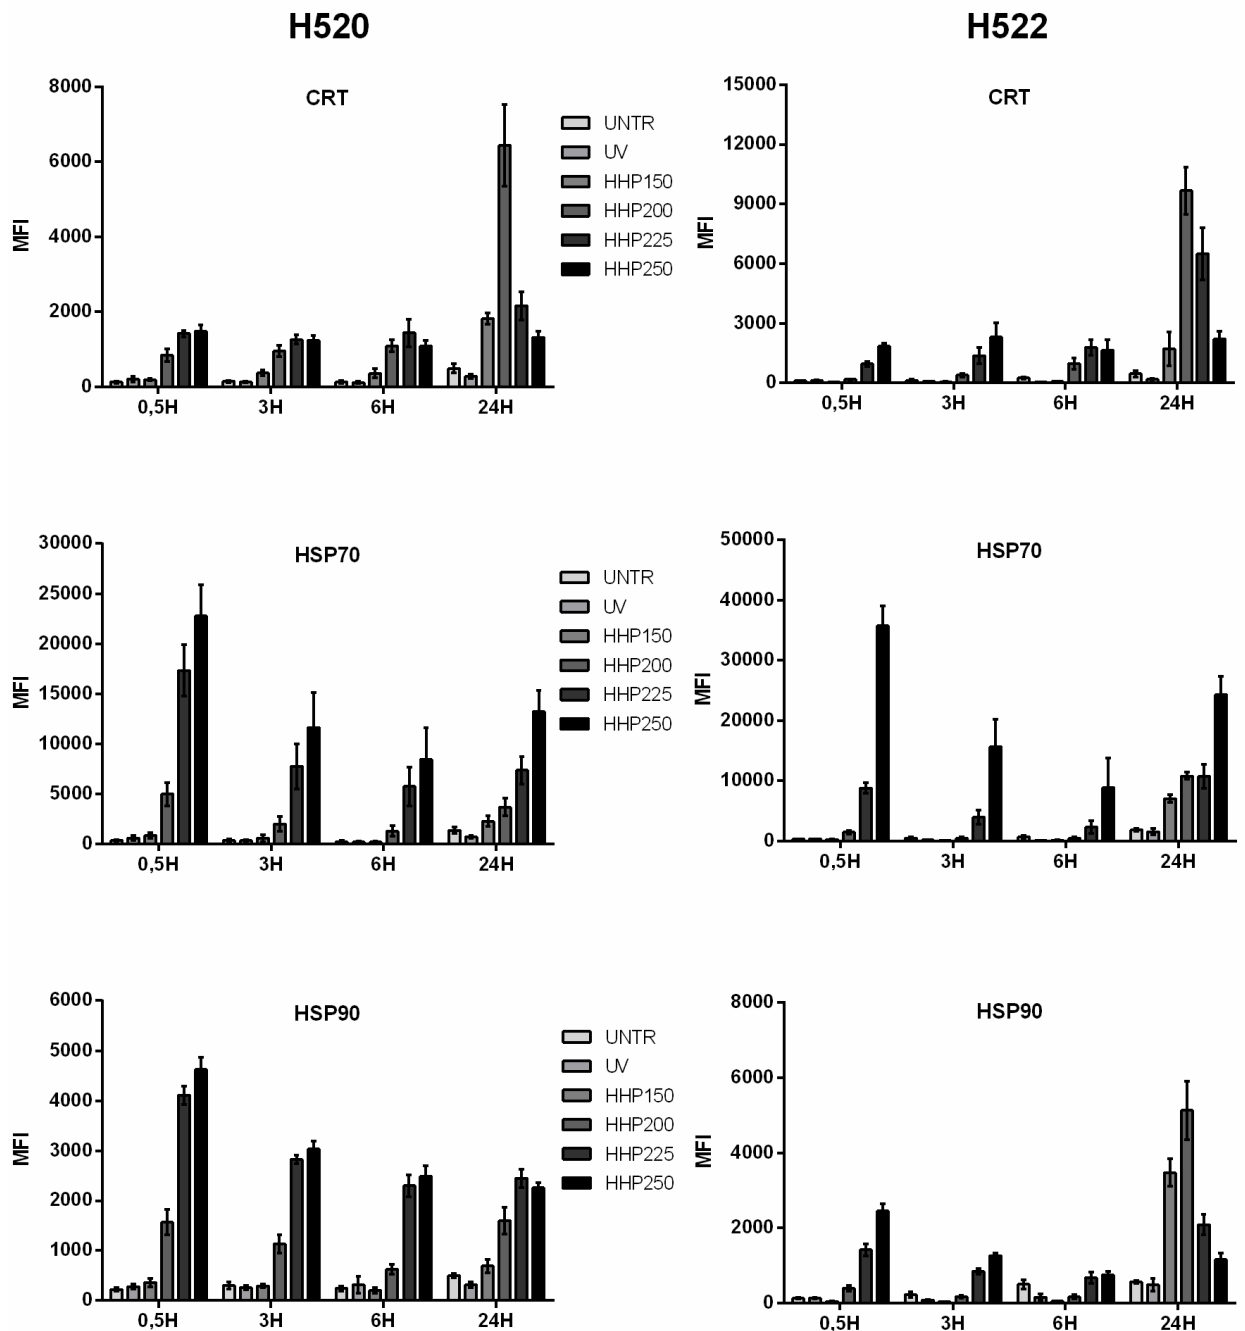 H520
H522
CRT
8000
6000
4000
2000
0
MFI
0,5H 3H 6H 24H
UNTR
UV
HHP150
HHP200
HHP225
HHP250
CRT
15000
12000
9000
6000
3000
0
MFI
0,5H 3H 6H 24H
HSP70
30000
25000
20000
15000
10000
5000
0
MFI
0,5H 3H 6H 24H
UNTR
UV
HHP150
HHP200
HHP225
HHP250
HSP70
50000
40000
30000
20000
10000
0
MFI
0,5H 3H 6H 24H
HSP90
6000
5000
4000
3000
2000
1000
0
MFI
0,5H 3H 6H 24H
UNTR
UV
HHP150
HHP200
HHP225
HHP250
HSP90
8000
6000
4000
2000
0
MFI
0,5H 3H 6H 24H